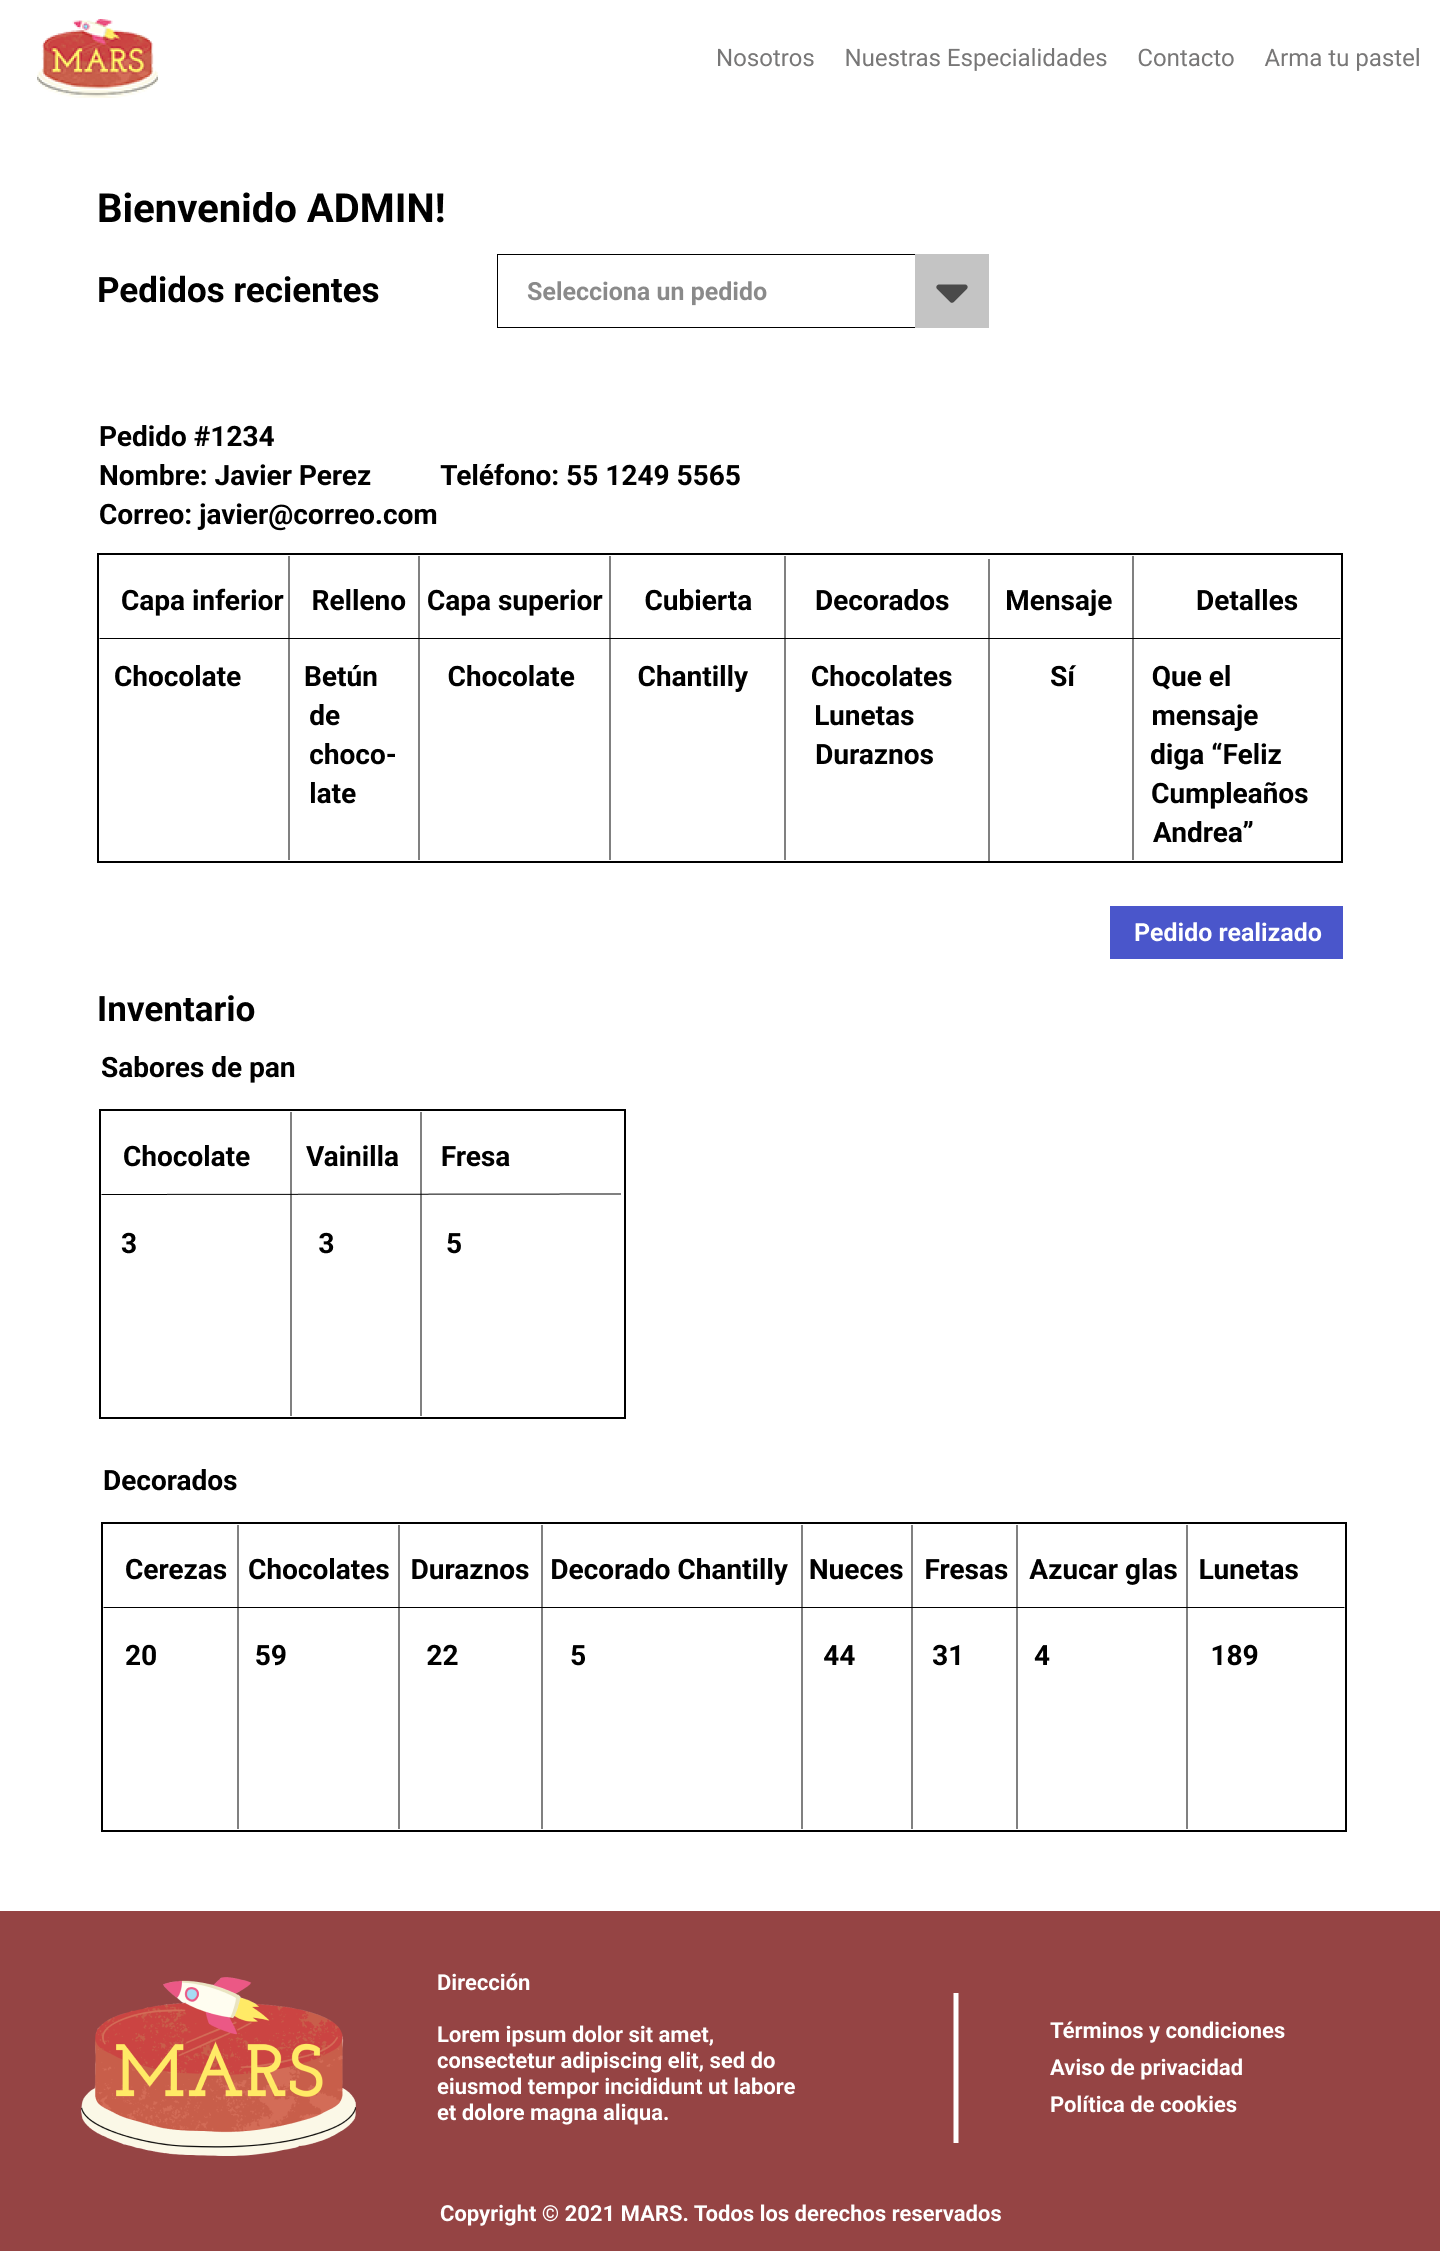 MARS
Nosotros Nuestras Especialidades Contacto Arma tu pastel
Bienvenido ADMIN!
Pedidos recientes
Selecciona un pedido
Pedido #1234
Nombre: Javier Perez Teléfono: 55 1249 5565
Correo: javier@correo.com
Capa inferior Relleno Capa superior Cubierta Decorados Mensaje Detalles
Chocolate Betún Chocolate Chantilly Chocolates Sí Que el
de Lunetas mensaje
choco- Duraznos diga “Feliz
late Cumpleaños
Andrea”
Pedido realizado
Inventario
Sabores de pan
Chocolate Vainilla Fresa
3 3 5
Decorados
Cerezas Chocolates Duraznos Decorado Chantilly Nueces Fresas Azucar glas Lunetas
20 59 22 5 44 31 4 189
MARS
Dirección
Lorem ipsum dolor sit amet,
consectetur adipiscing elit, sed do
eiusmod tempor incididunt ut labore
et dolore magna aliqua.
Términos y condiciones
Aviso de privacidad
Política de cookies
Copyright © 2021 MARS. Todos los derechos reservados